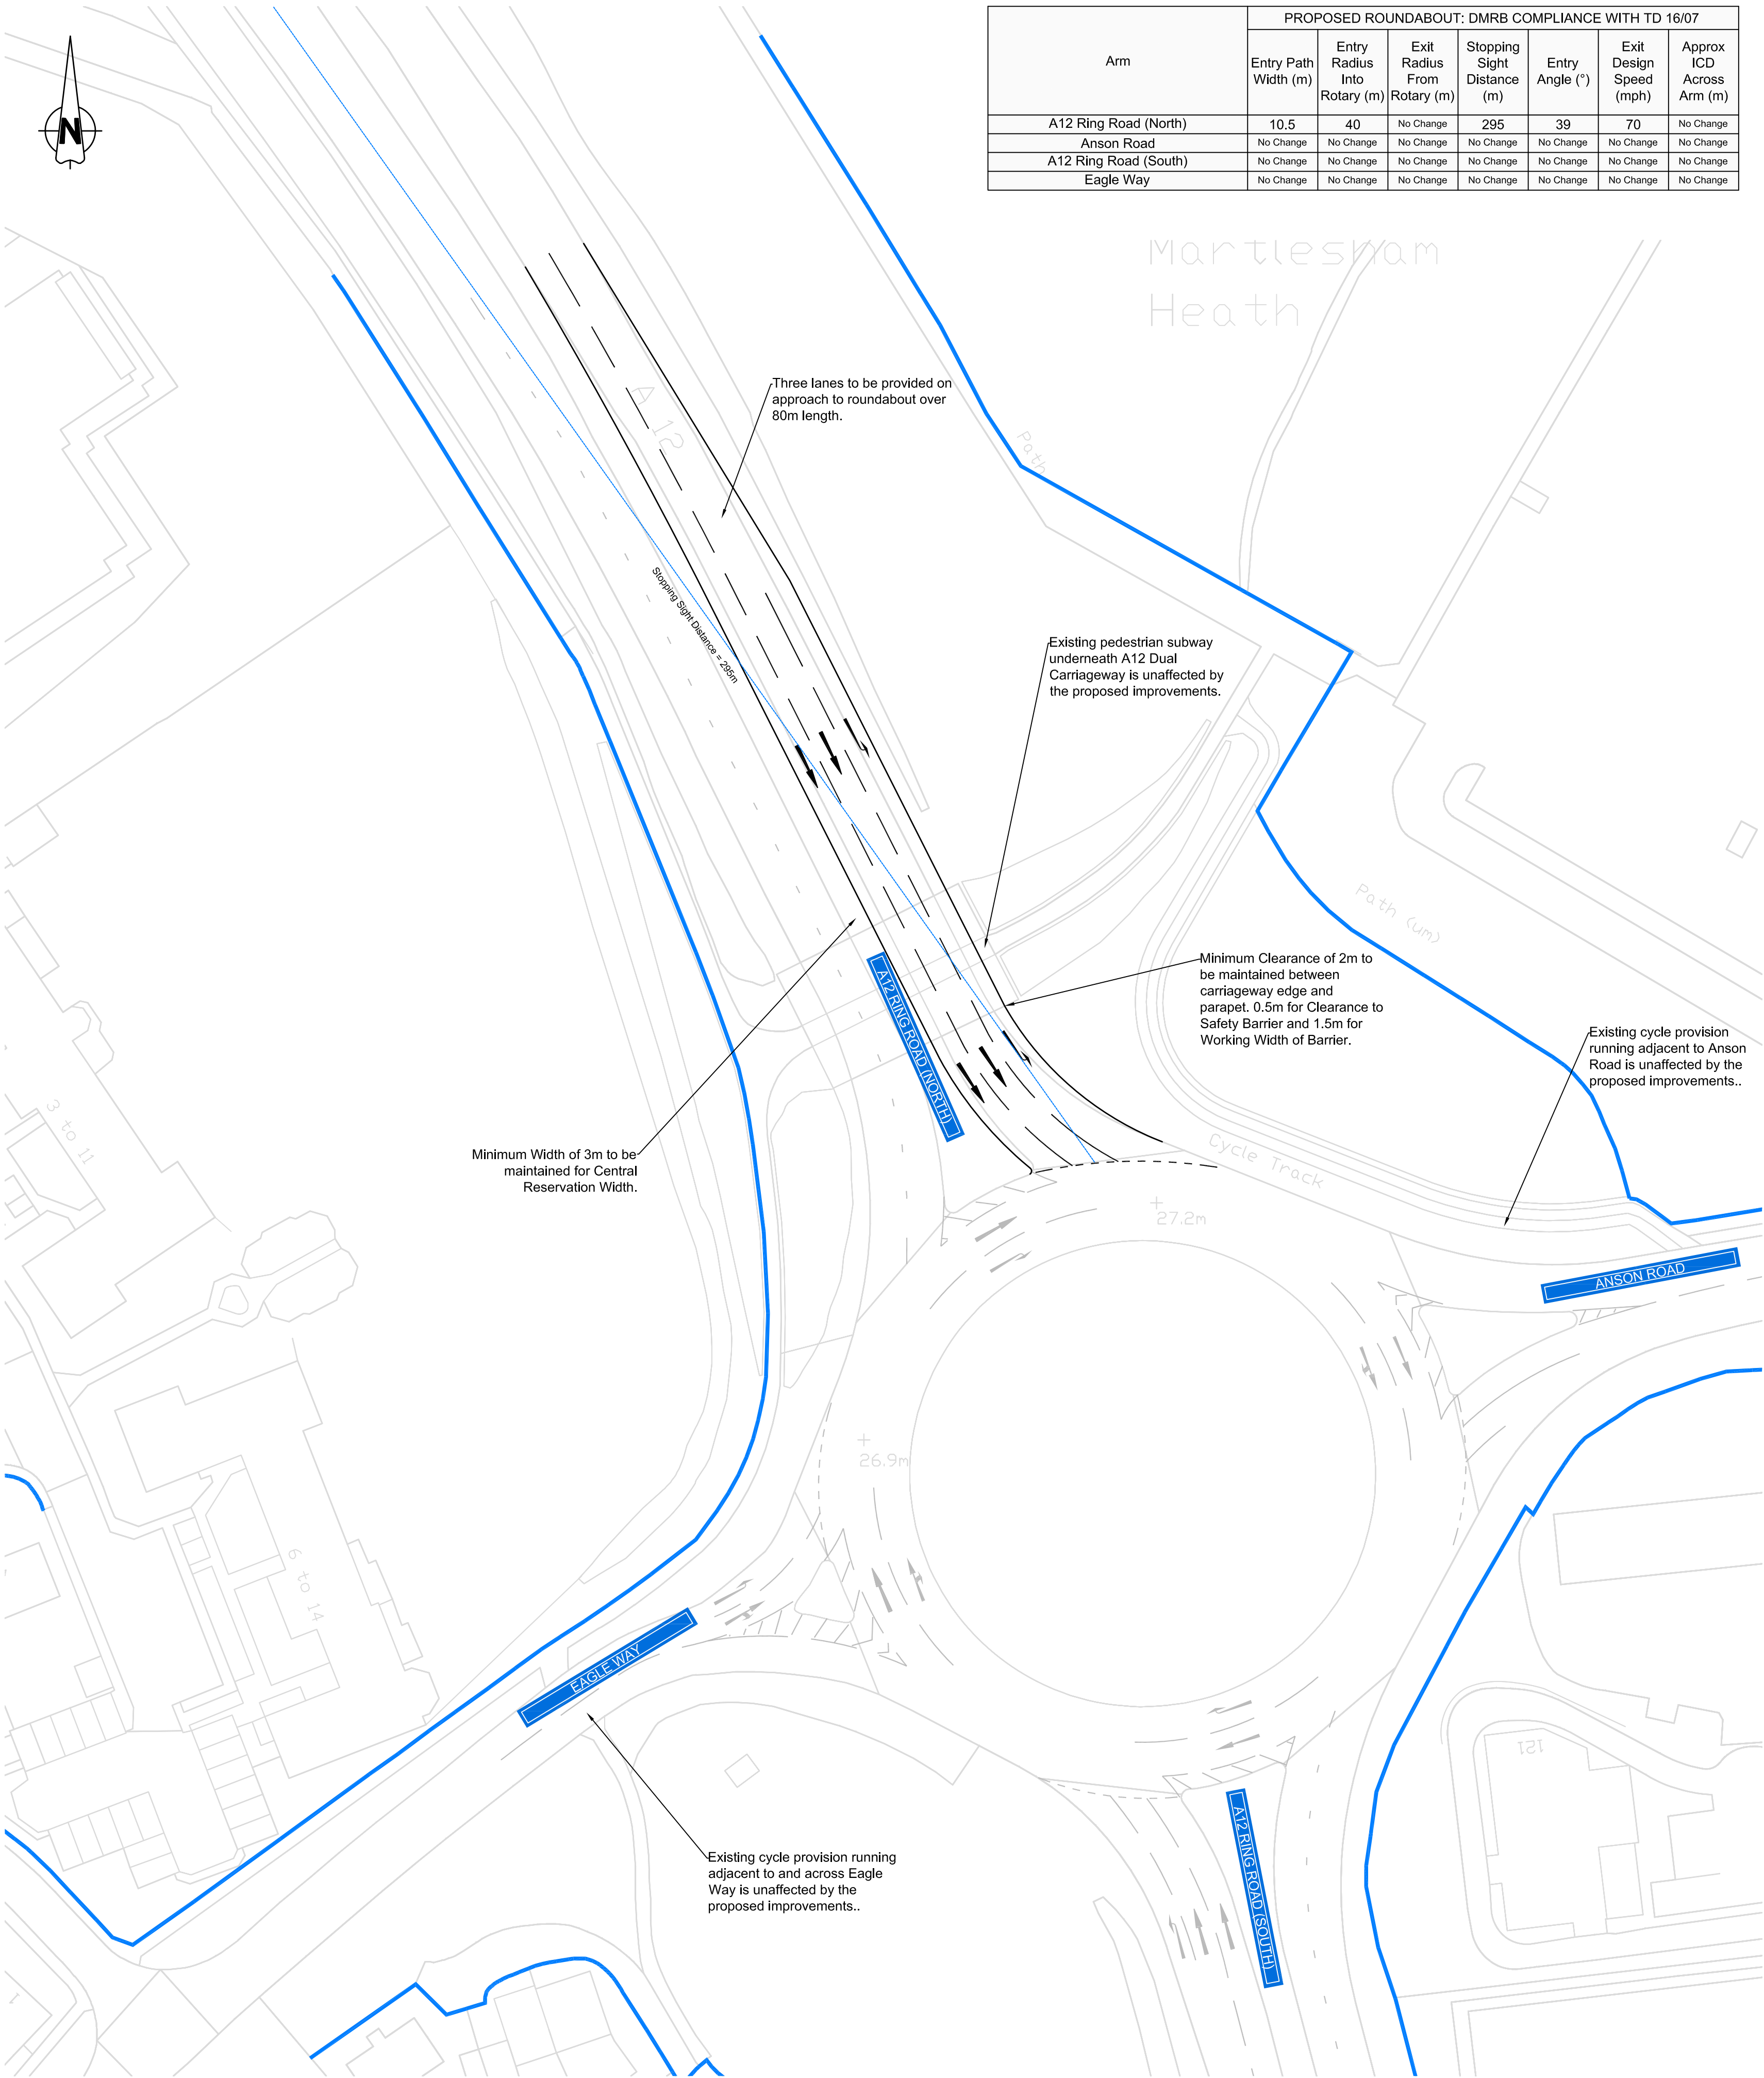 PROPOSED ROUNDABOUT: DMRB COMPLIANCE WITH TD 16/07
Arm
Entry Path
Width (m)
Entry
Radius
Into
Rotary (m)
Exit
Radius
From
Rotary (m)
Stopping
Sight
Distance
(m)
Entry
Angle (°)
Exit
Design
Speed
(mph)
Approx
ICD
Across
Arm (m)
A12 Ring Road (North) 10.5 40 No Change 295 39 70 No Change
Anson Road No Change No Change No Change No Change No Change No Change No Change
A12 Ring Road (South) No Change No Change No Change No Change No Change No Change No Change
Eagle Way No Change No Change No Change No Change No Change No Change No Change
N
Martlesham
Heath
A 12
Three lanes to be provided on
approach to roundabout over
80m length.
Path
Stopping Sight Distance = 295m
Existing pedestrian subway
underneath A12 Dual
Carriageway is unaffected by
the proposed improvements.
Path (um)
Minimum Clearance of 2m to
be maintained between
carriageway edge and
parapet. 0.5m for Clearance to
Safety Barrier and 1.5m for
Working Width of Barrier.
A12 RING ROAD (NORTH)
Existing cycle provision
running adjacent to Anson
Road is unaffected by the
proposed improvements..
3 to 11
Minimum Width of 3m to be
maintained for Central
Reservation Width.
Cycle Track
27.2m
ANSON ROAD
26.9m
6 to 14
EAGLE WAY
121
A12 RING ROAD (SOUTH)
Existing cycle provision running
adjacent to and across Eagle
Way is unaffected by the
proposed improvements..
1